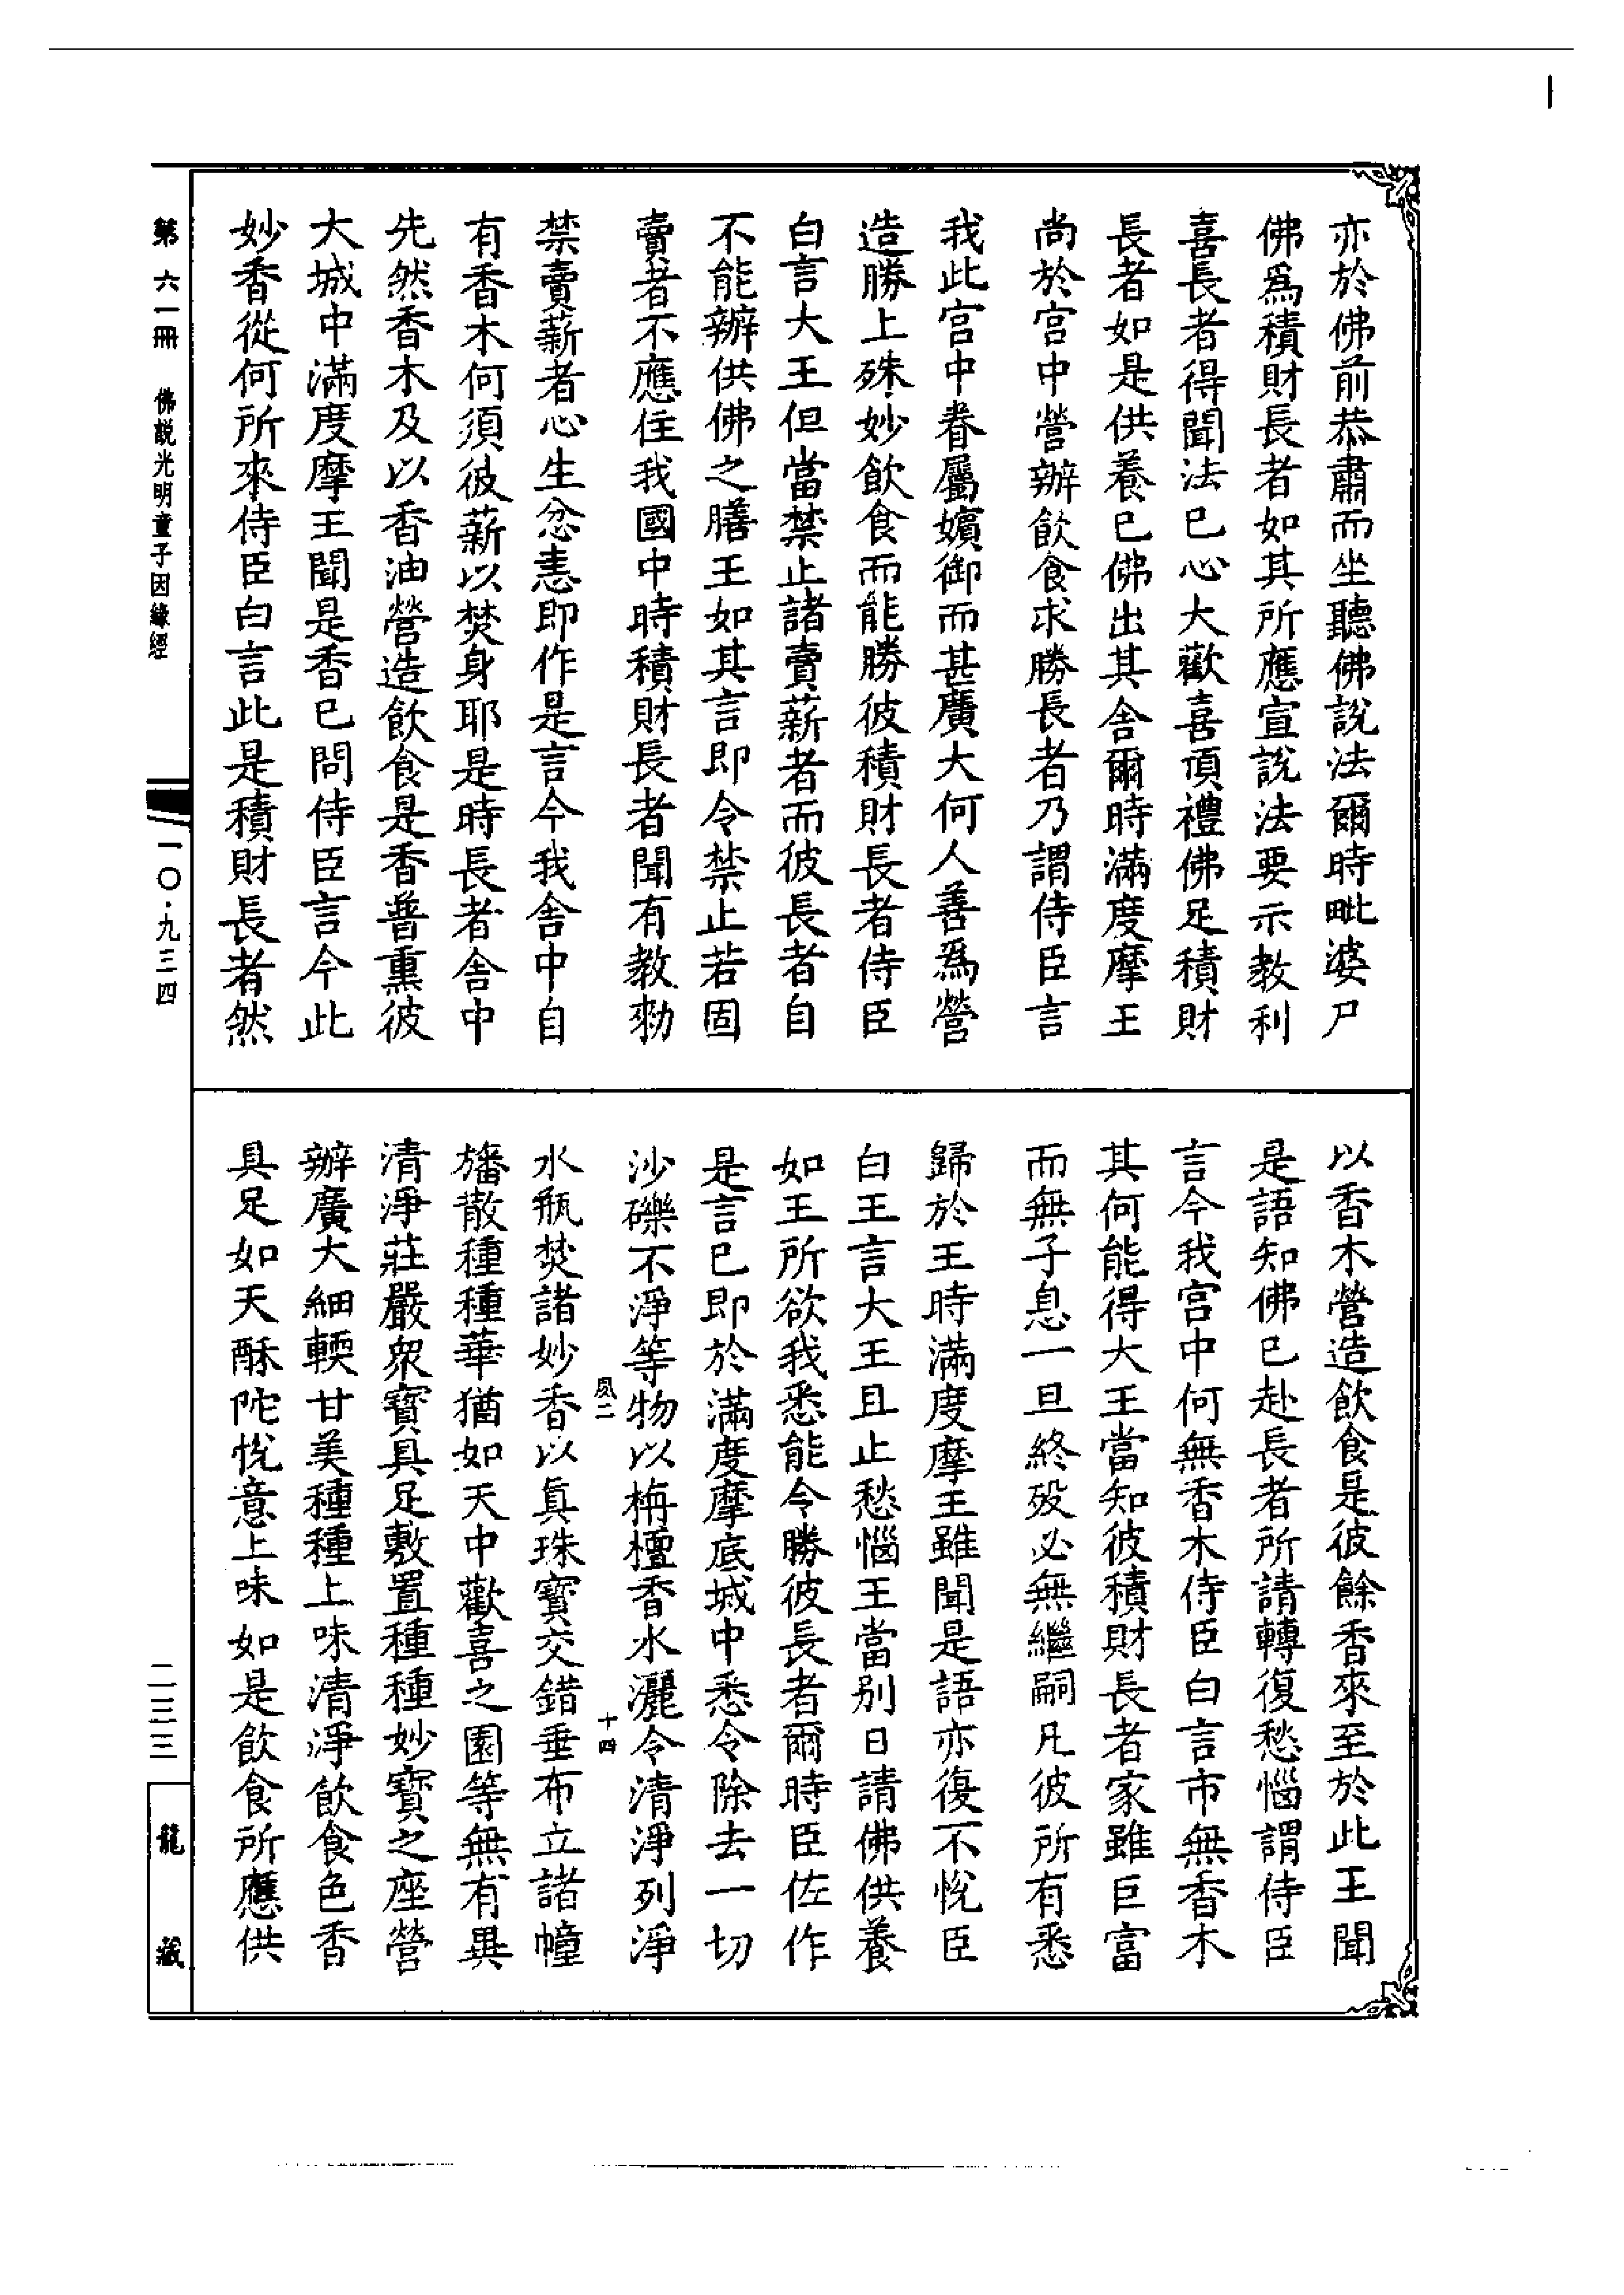 亦於佛前恭肅而坐聽佛說法爾時毗婆尸
佛爲積財長者如其所應宣說法要示教利
喜長者得聞法已心大歡喜頂禮佛足積財
長者如是供養已佛出其舍爾時滿度摩王
尚於宮中營辦飲食求勝長者乃謂侍臣言
我此宮中眷屬嬪御而甚廣大何人善爲營
造勝上殊妙飲食而能勝彼積財長者侍臣
白言大王但當禁止諸賣薪者而彼長者自
不能辦供佛之膳王如其言即令禁止若固
賣者不應住我國中時積財長者聞有教勑
禁賣薪者心生忿恚即作是言今我舍中自
有香木何須彼薪以焚身耶是時長者舍中
先然香木及以香油營造飲食是香普熏彼
大城中滿度摩王聞是香已問侍臣言今此
妙香從何所來侍臣白言此是積財長者然
以香木營造飲食是彼餘香來至於此王聞
是語知佛已赴長者所請轉復愁惱謂侍臣
言今我宮中何無香木侍臣白言市無香木
其何能得大王當知彼積財長者家雖巨富
而無子息一旦終歿必無繼嗣凡彼所有悉
歸於王時滿度摩王雖聞是語亦復不悅臣
白王言大王且止愁惱王當別日請佛供養
如王所欲我悉能令勝彼長者爾時臣佐作
是言已即於滿度摩底城中悉令除去一切
沙礫不淨等物以栴檀香水灑令清淨列淨
夙二 十四
水瓶焚諸妙香以眞珠寶交錯垂布立諸幢
旛散種種華猶如天中歡喜之園等無有異
清淨莊嚴衆寶具足敷置種種妙寶之座營
辦廣大細輭甘美種種上味清淨飲食色香
具足如天酥陀悅意上味如是飲食所應供
第六一冊 佛說光明童子因緣經
一〇·九三四
二三三
龍藏